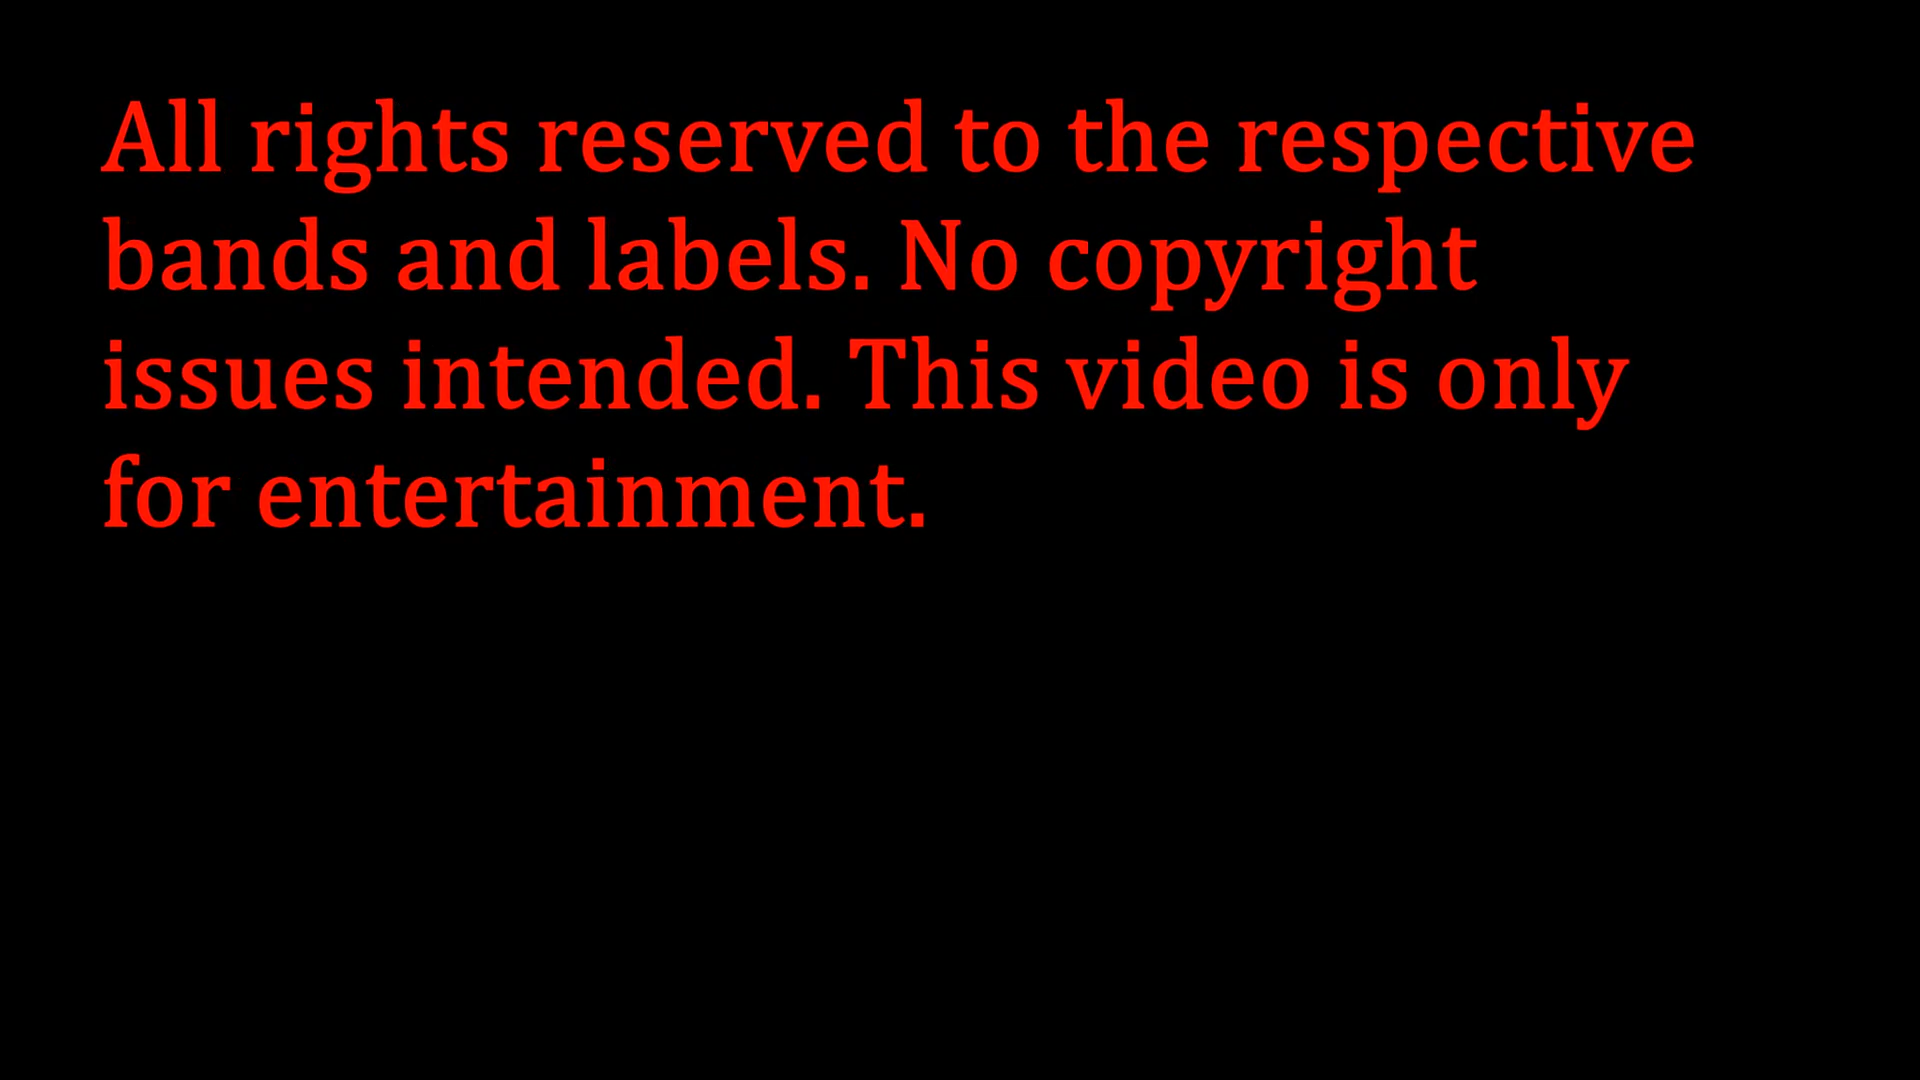 All rights reserved to the respective
bands and labels. No copyright
issues intended. This video is only
for entertainment.